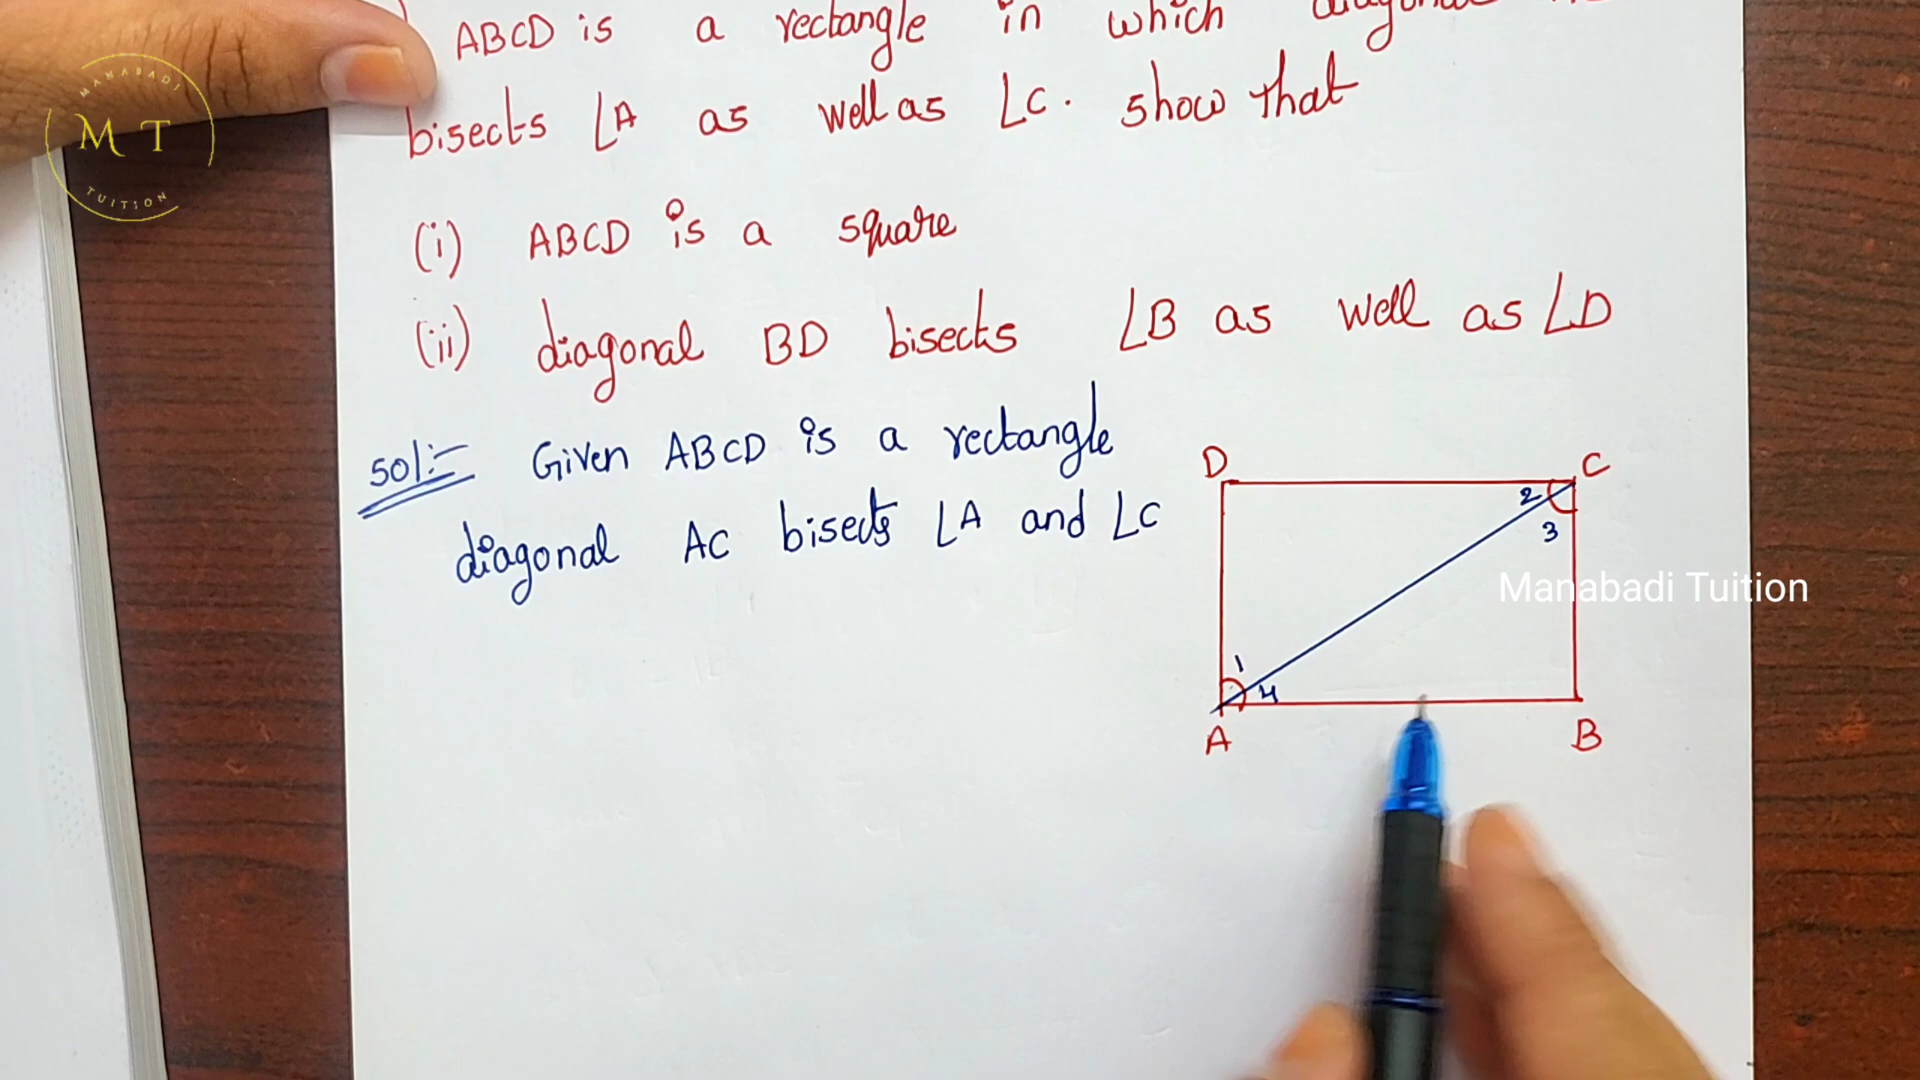 ABCD is a rectangle in which diagonal
bisects ∠A as well as ∠C. show that
(i) ABCD is a square
(ii) diagonal BD bisects ∠B as well as ∠D
Sol:- Given ABCD is a rectangle
diagonal AC bisects ∠A and ∠C
D C
2
3
1
4
A B
MANABADI
M T
TUITION
Manabadi Tuition